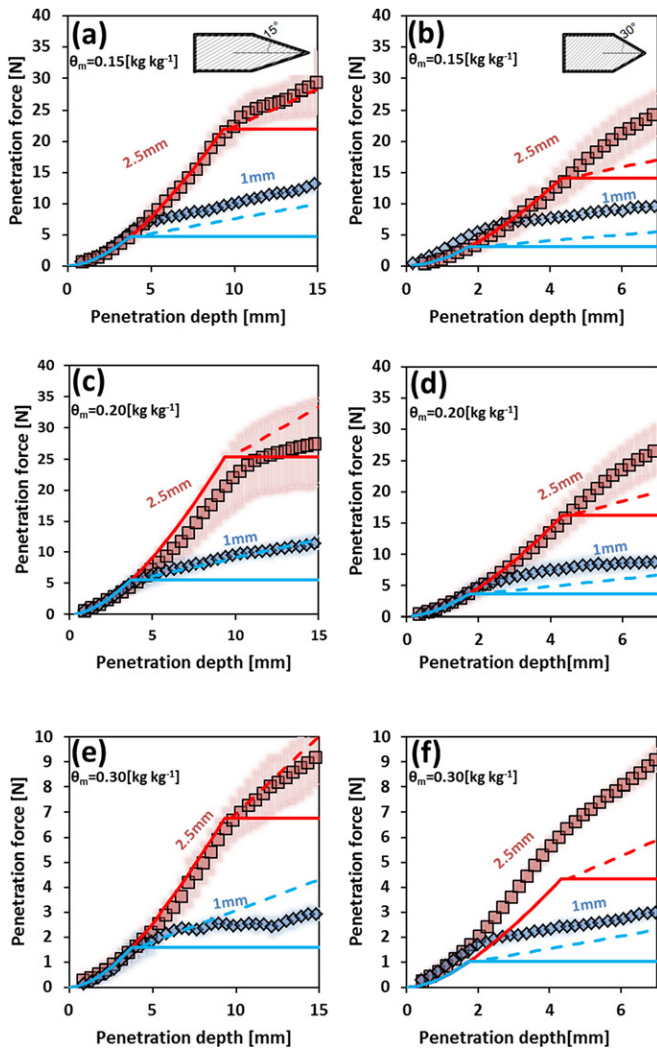 (a)
θm=0.15[kg kg-1]
15°
2.5mm
1mm
Penetration force [N]
40
35
30
25
20
15
10
5
0
0 5 10 15
Penetration depth [mm]
(b)
θm=0.15[kg kg-1]
30°
2.5mm
1mm
Penetration force [N]
40
35
30
25
20
15
10
5
0
0 2 4 6
Penetration depth [mm]
(c)
θm=0.20[kg kg-1]
2.5mm
1mm
Penetration force [N]
40
35
30
25
20
15
10
5
0
0 5 10 15
Penetration depth [mm]
(d)
θm=0.20[kg kg-1]
2.5mm
1mm
Penetration force [N]
40
35
30
25
20
15
10
5
0
0 2 4 6
Penetration depth[mm]
(e)
θm=0.30[kg kg-1]
2.5mm
1mm
Penetration force [N]
10
9
8
7
6
5
4
3
2
1
0
0 5 10 15
Penetration depth [mm]
(f)
θm=0.30[kg kg-1]
2.5mm
1mm
Penetration force [N]
10
9
8
7
6
5
4
3
2
1
0
0 2 4 6
Penetration depth [mm]